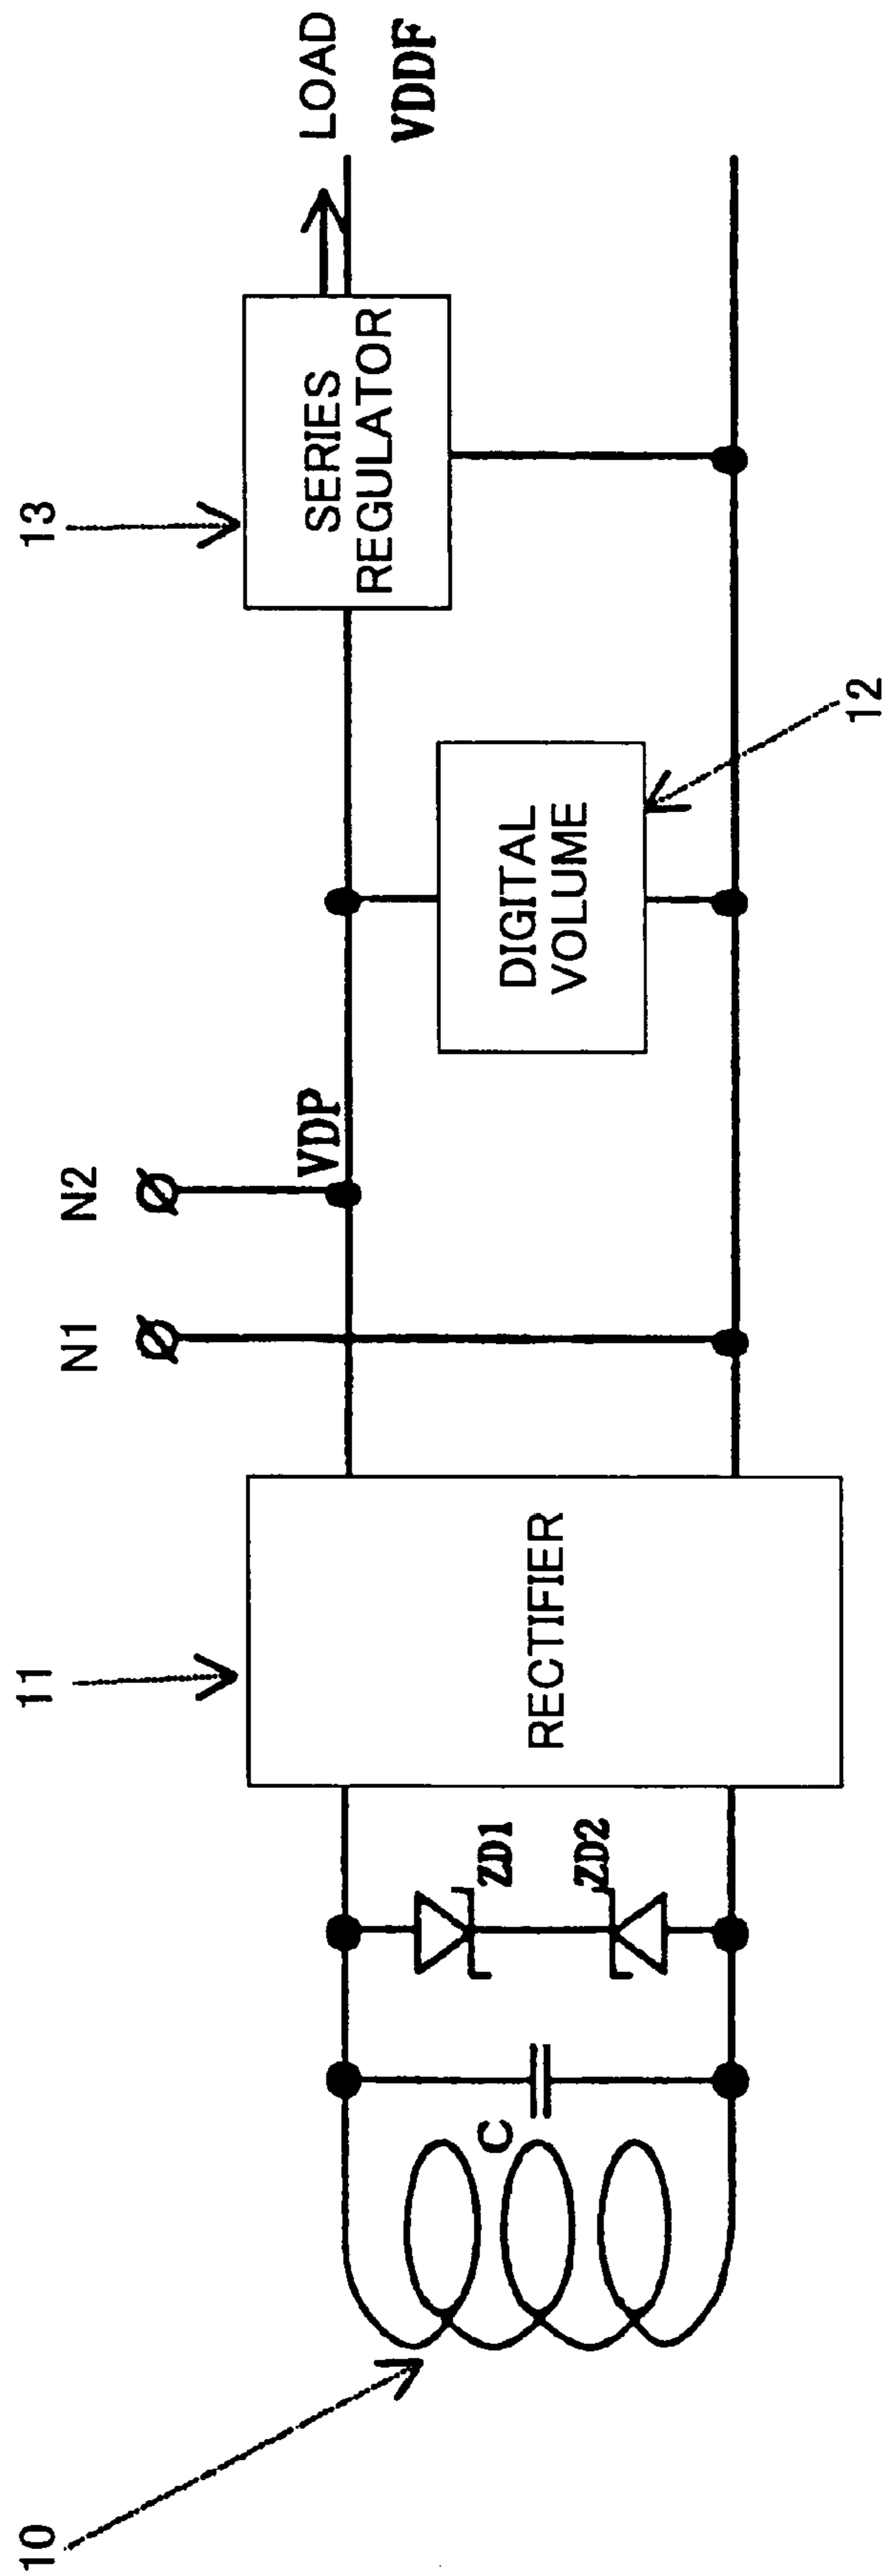 10
11
13
N1
N2
C
ZD1
ZD2
RECTIFIER
VDP
DIGITAL
VOLUME
12
SERIES
REGULATOR
LOAD
VDDF